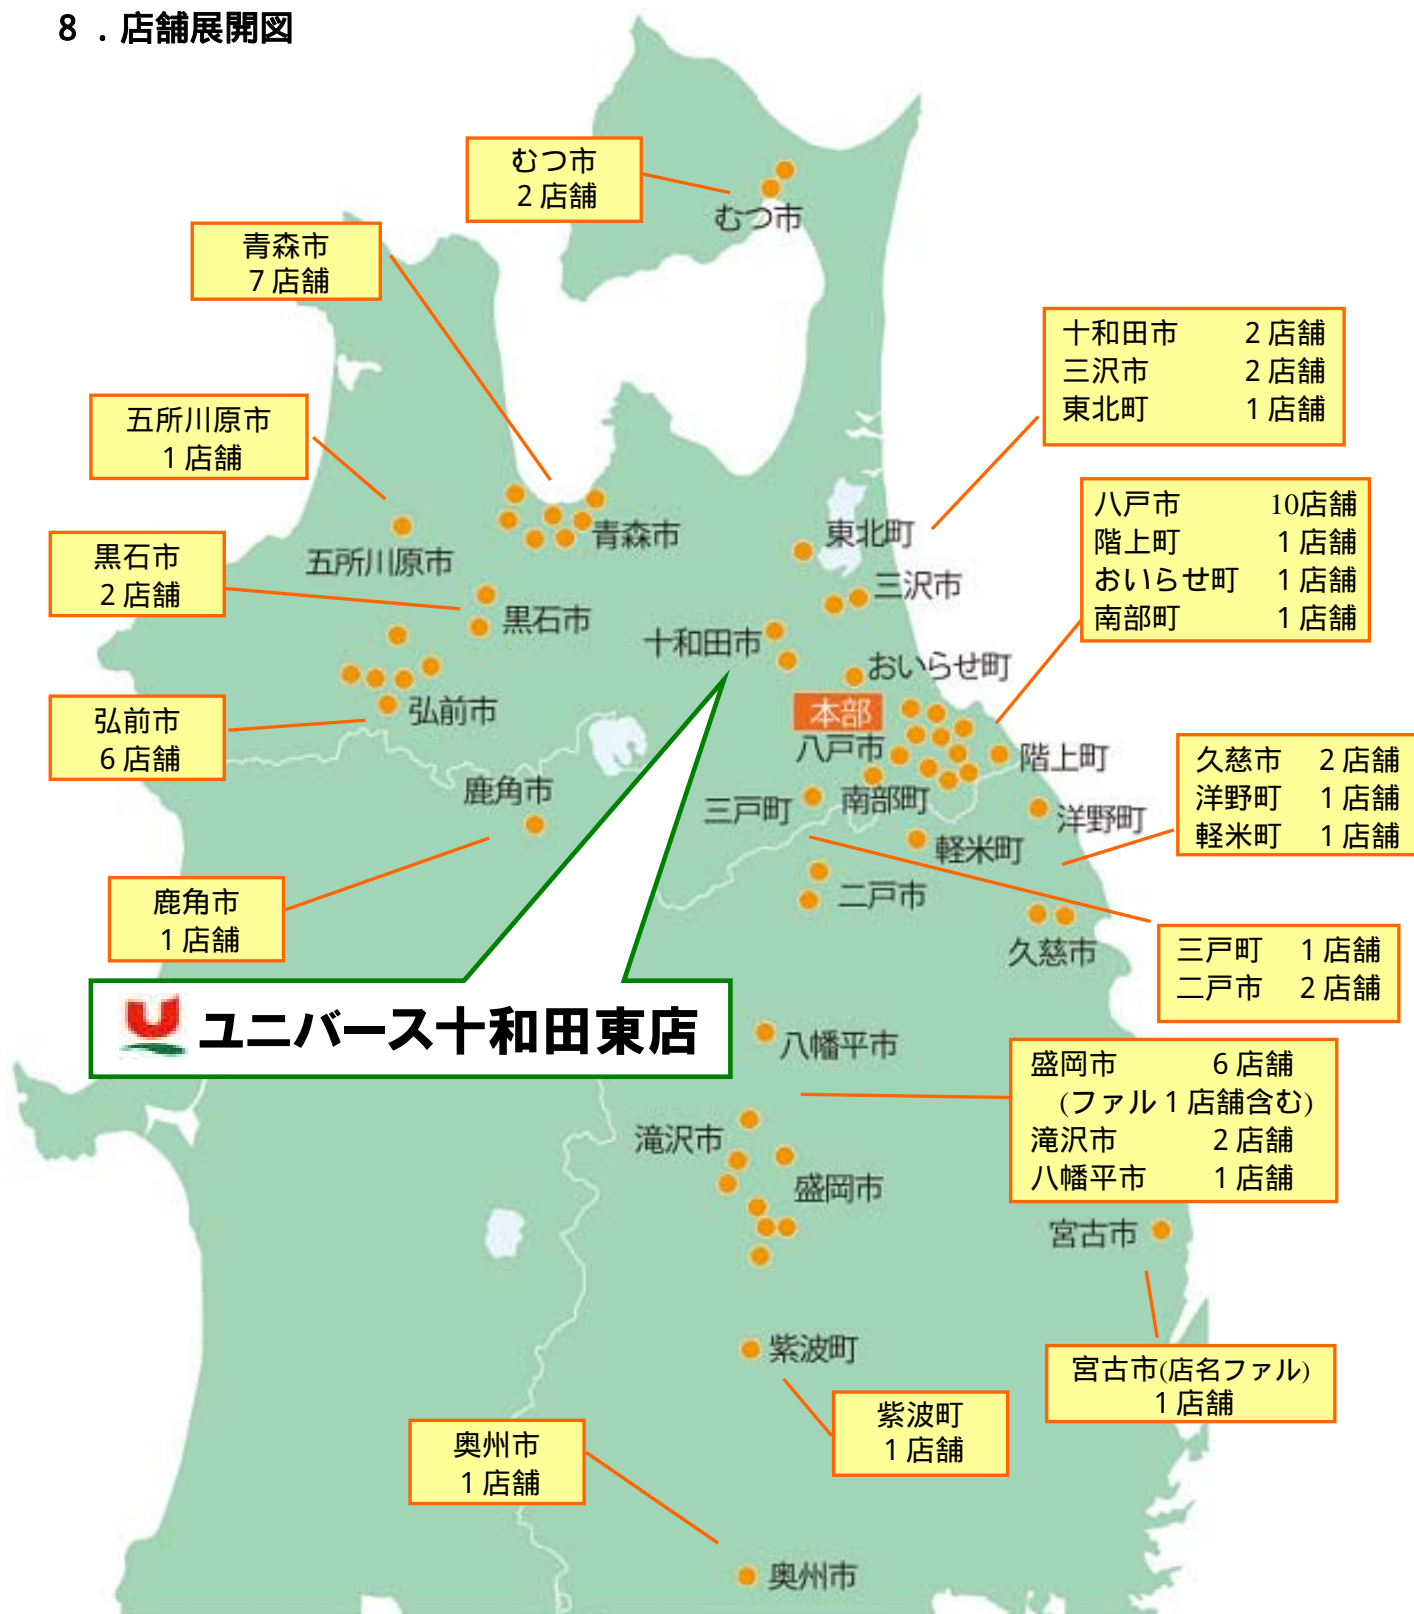 ８．店舗展開図
むつ市
２店舗
むつ市
青森市
７店舗
十和田市 ２店舗
三沢市 ２店舗
東北町 １店舗
五所川原市
１店舗
八戸市 10店舗
階上町 １店舗
おいらせ町 １店舗
南部町 １店舗
青森市
東北町
五所川原市
黒石市
２店舗
三沢市
黒石市
十和田市
おいらせ町
弘前市
６店舗
弘前市
本部
八戸市
階上町
久慈市 ２店舗
洋野町 １店舗
軽米町 １店舗
鹿角市
三戸町
南部町
洋野町
軽米町
二戸市
鹿角市
１店舗
久慈市
三戸町 １店舗
二戸市 ２店舗
ユニバース十和田東店
八幡平市
盛岡市 ６店舗
(ファル１店舗含む)
滝沢市 ２店舗
八幡平市 １店舗
滝沢市
盛岡市
宮古市
紫波町
宮古市(店名ファル)
１店舗
紫波町
１店舗
奥州市
１店舗
奥州市